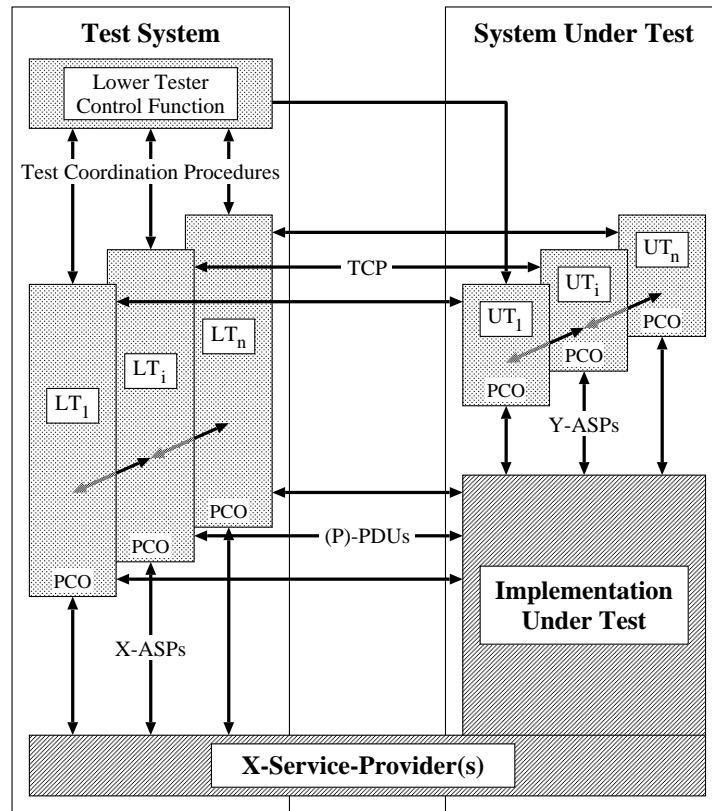 Test System
System Under Test
Lower Tester
Control Function
Test Coordination Procedures
TCP
UTn
UTi
UT1
LTn
LTi
LT1
PCO
PCO
PCO
Y-ASPs
PCO
(P)-PDUs
PCO
PCO
Implementation
Under Test
X-ASPs
X-Service-Provider(s)